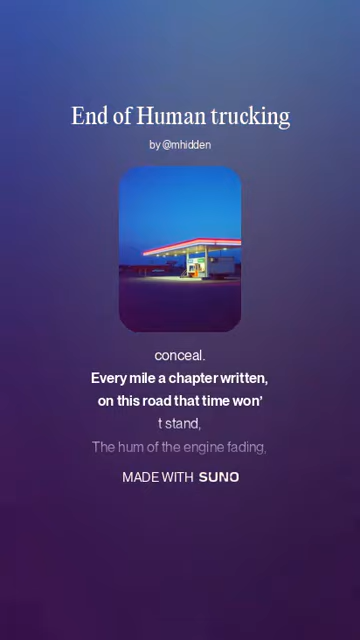 End of Human trucking
by @mhidden
conceal.
Every mile a chapter written,
on this road that time won’
t stand,
The hum of the engine fading,
MADE WITH SUNO